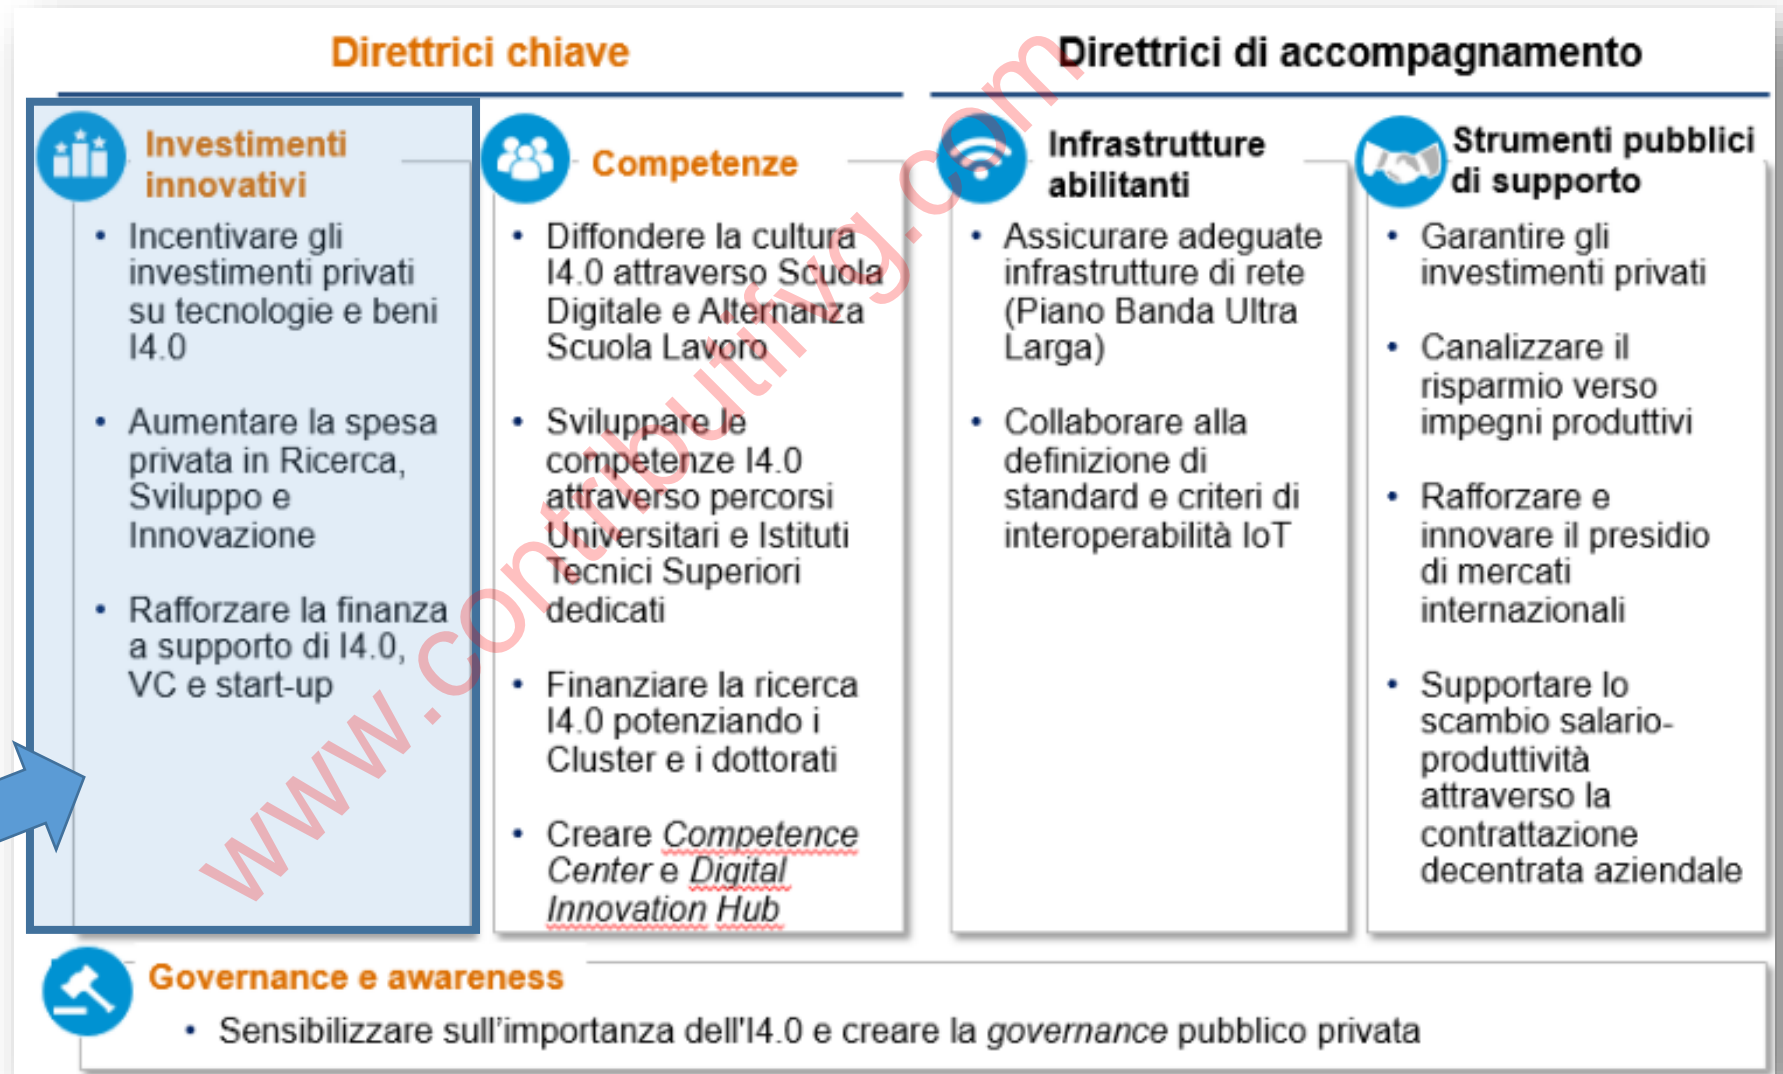 Direttrici chiave
Direttrici di accompagnamento
Investimenti
innovativi
• Incentivare gli
investimenti privati
su tecnologie e beni
I4.0
• Aumentare la spesa
privata in Ricerca,
Sviluppo e
Innovazione
• Rafforzare la finanza
a supporto di I4.0,
VC e start-up
Competenze
• Diffondere la cultura
I4.0 attraverso Scuola
Digitale e Alternanza
Scuola Lavoro
• Sviluppare le
competenze I4.0
attraverso percorsi
Universitari e Istituti
Tecnici Superiori
dedicati
• Finanziare la ricerca
I4.0 potenziando i
Cluster e i dottorati
• Creare Competence
Center e Digital
Innovation Hub
Infrastrutture
abilitanti
• Assicurare adeguate
infrastrutture di rete
(Piano Banda Ultra
Larga)
• Collaborare alla
definizione di
standard e criteri di
interoperabilità IoT
Strumenti pubblici
di supporto
• Garantire gli
investimenti privati
• Canalizzare il
risparmio verso
impegni produttivi
• Rafforzare e
innovare il presidio
di mercati
internazionali
• Supportare lo
scambio salario-
produttività
attraverso la
contrattazione
decentrata aziendale
Governance e awareness
• Sensibilizzare sull'importanza dell'I4.0 e creare la governance pubblico privata
www.contributifvg.com